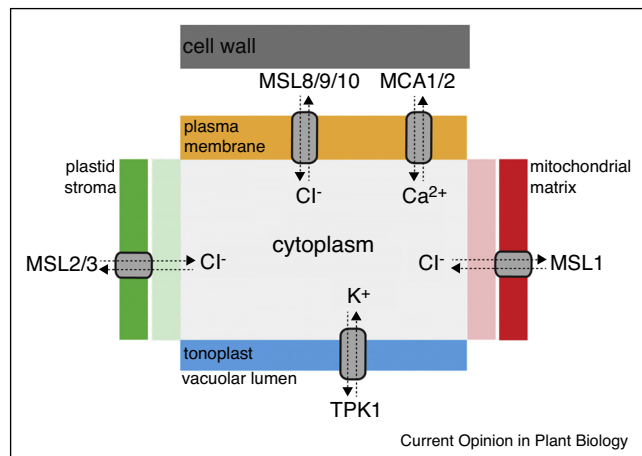 cell wall
MSL8/9/10 MCA1/2
plasma
membrane
plastid
stroma
mitochondrial
matrix
Cl- Ca2+
cytoplasm
MSL2/3 Cl- Cl- MSL1
K+
tonoplast
vacuolar lumen
TPK1
Current Opinion in Plant Biology